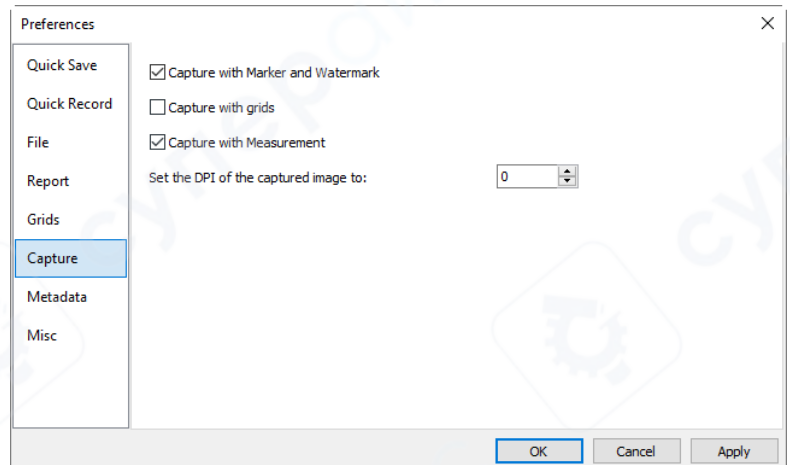 Preferences
Quick Save
Quick Record
File
Report
Grids
Capture
Metadata
Misc
Capture with Marker and Watermark
Capture with grids
Capture with Measurement
Set the DPI of the captured image to: 0
OK Cancel Apply